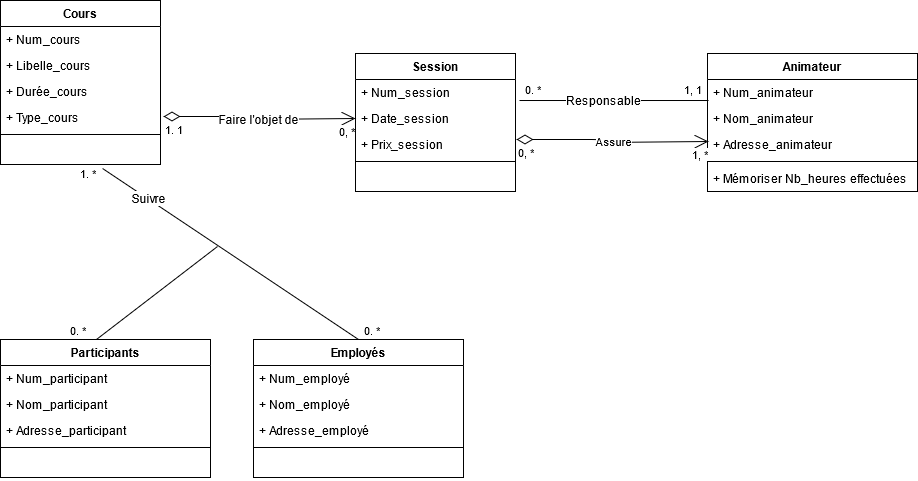 Cours
+ Num_cours
+ Libelle_cours
+ Durée_cours
+ Type_cours
1. 1
Faire l'objet de
0, *
Session
+ Num_session
+ Date_session
+ Prix_session
0. *
Responsable
1, 1
0, *
Assure
1, *
Animateur
+ Num_animateur
+ Nom_animateur
+ Adresse_animateur
+ Mémoriser Nb_heures effectuées
1. *
Suivre
0. *
0. *
Participants
+ Num_participant
+ Nom_participant
+ Adresse_participant
Employés
+ Num_employé
+ Nom_employé
+ Adresse_employé